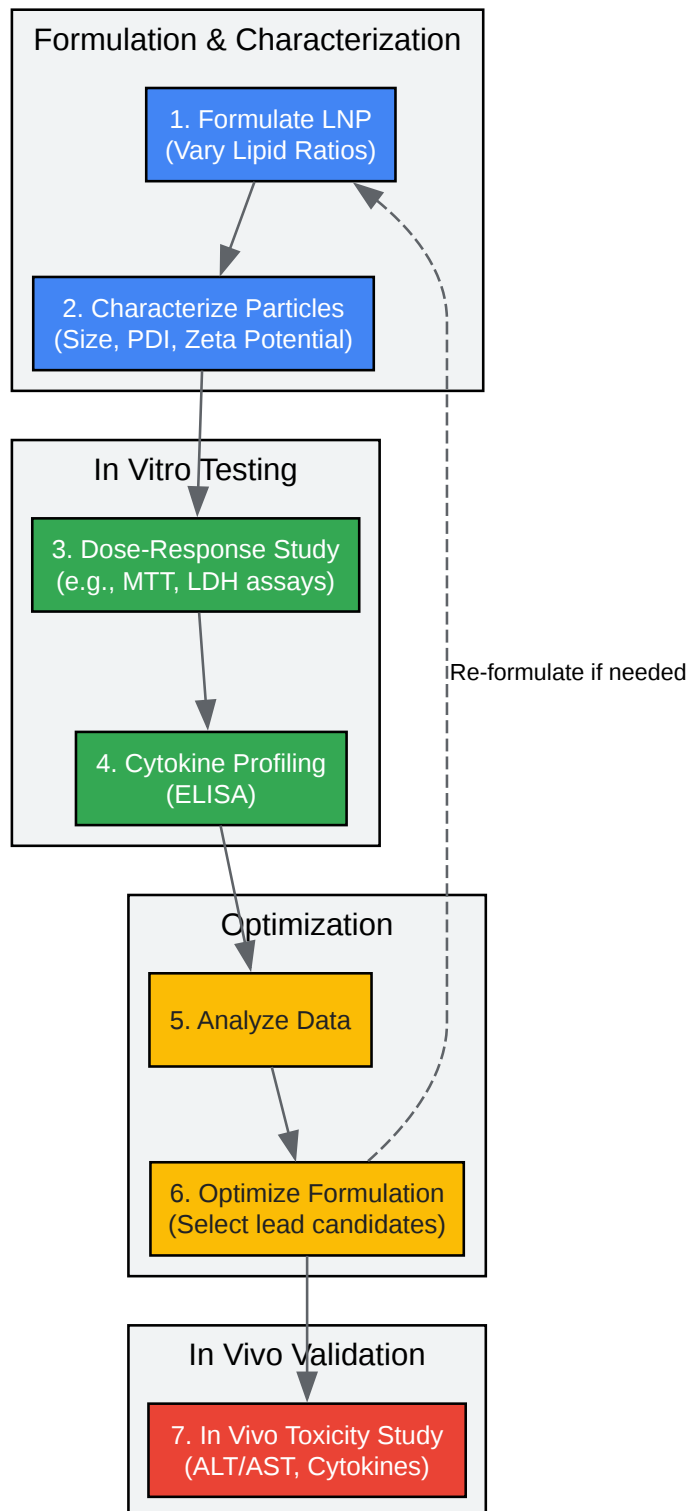 Formulation & Characterization
1. Formulate LNP
(Vary Lipid Ratios)
2. Characterize Particles
(Size, PDI, Zeta Potential)
In Vitro Testing
3. Dose-Response Study
(e.g., MTT, LDH assays)
Re-formulate if needed
4. Cytokine Profiling
(ELISA)
Optimization
5. Analyze Data
6. Optimize Formulation
(Select lead candidates)
In Vivo Validation
7. In Vivo Toxicity Study
(ALT/AST, Cytokines)